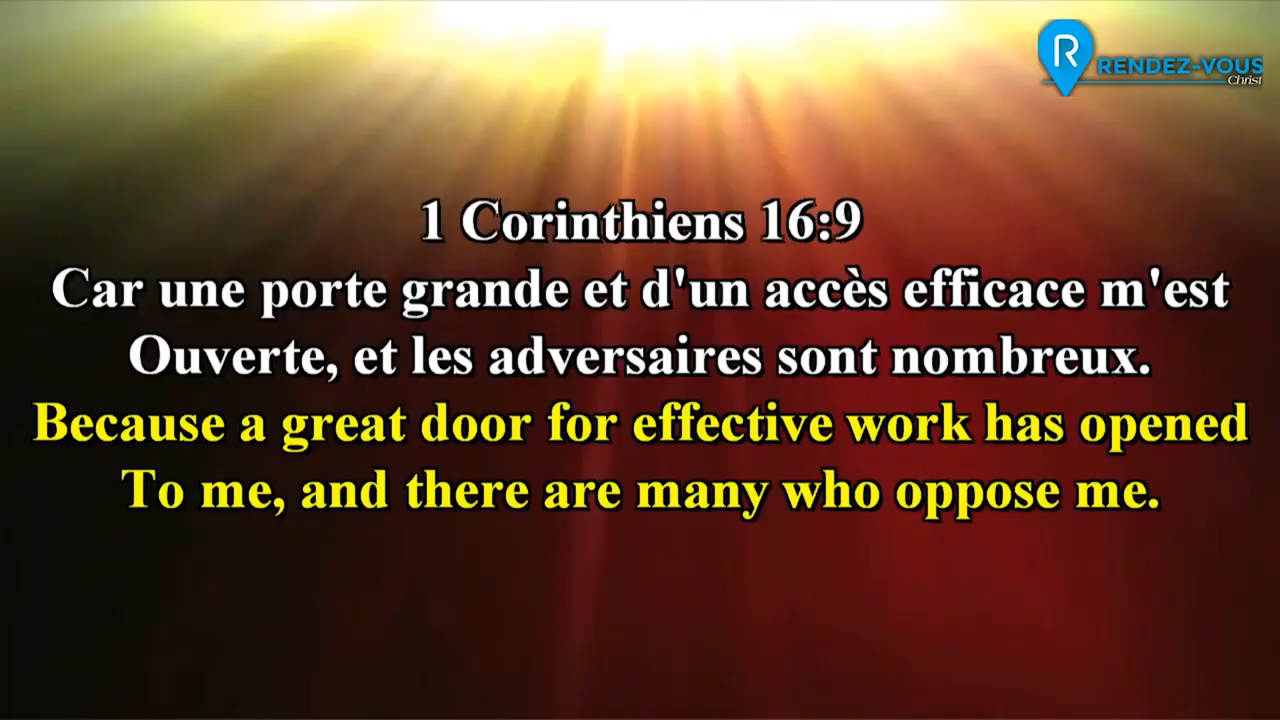 R
RENDEZ-VOUS
Christ
1 Corinthiens 16:9
Car une porte grande et d'un accès efficace m'est
Ouverte, et les adversaires sont nombreux.
Because a great door for effective work has opened
To me, and there are many who oppose me.